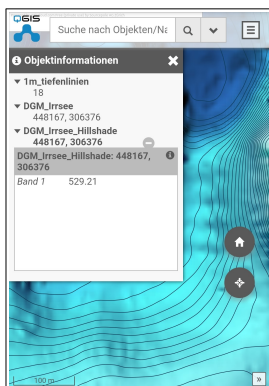 QGIS
Suche nach Objekten/Na
Objektinformationen
1m_tiefenlinien
18
DGM_Irrsee
448167, 306376
DGM_Irrsee_Hillshade
448167, 306376
DGM_Irrsee_Hillshade: 448167,
306376
Band 1 529.21
100 m